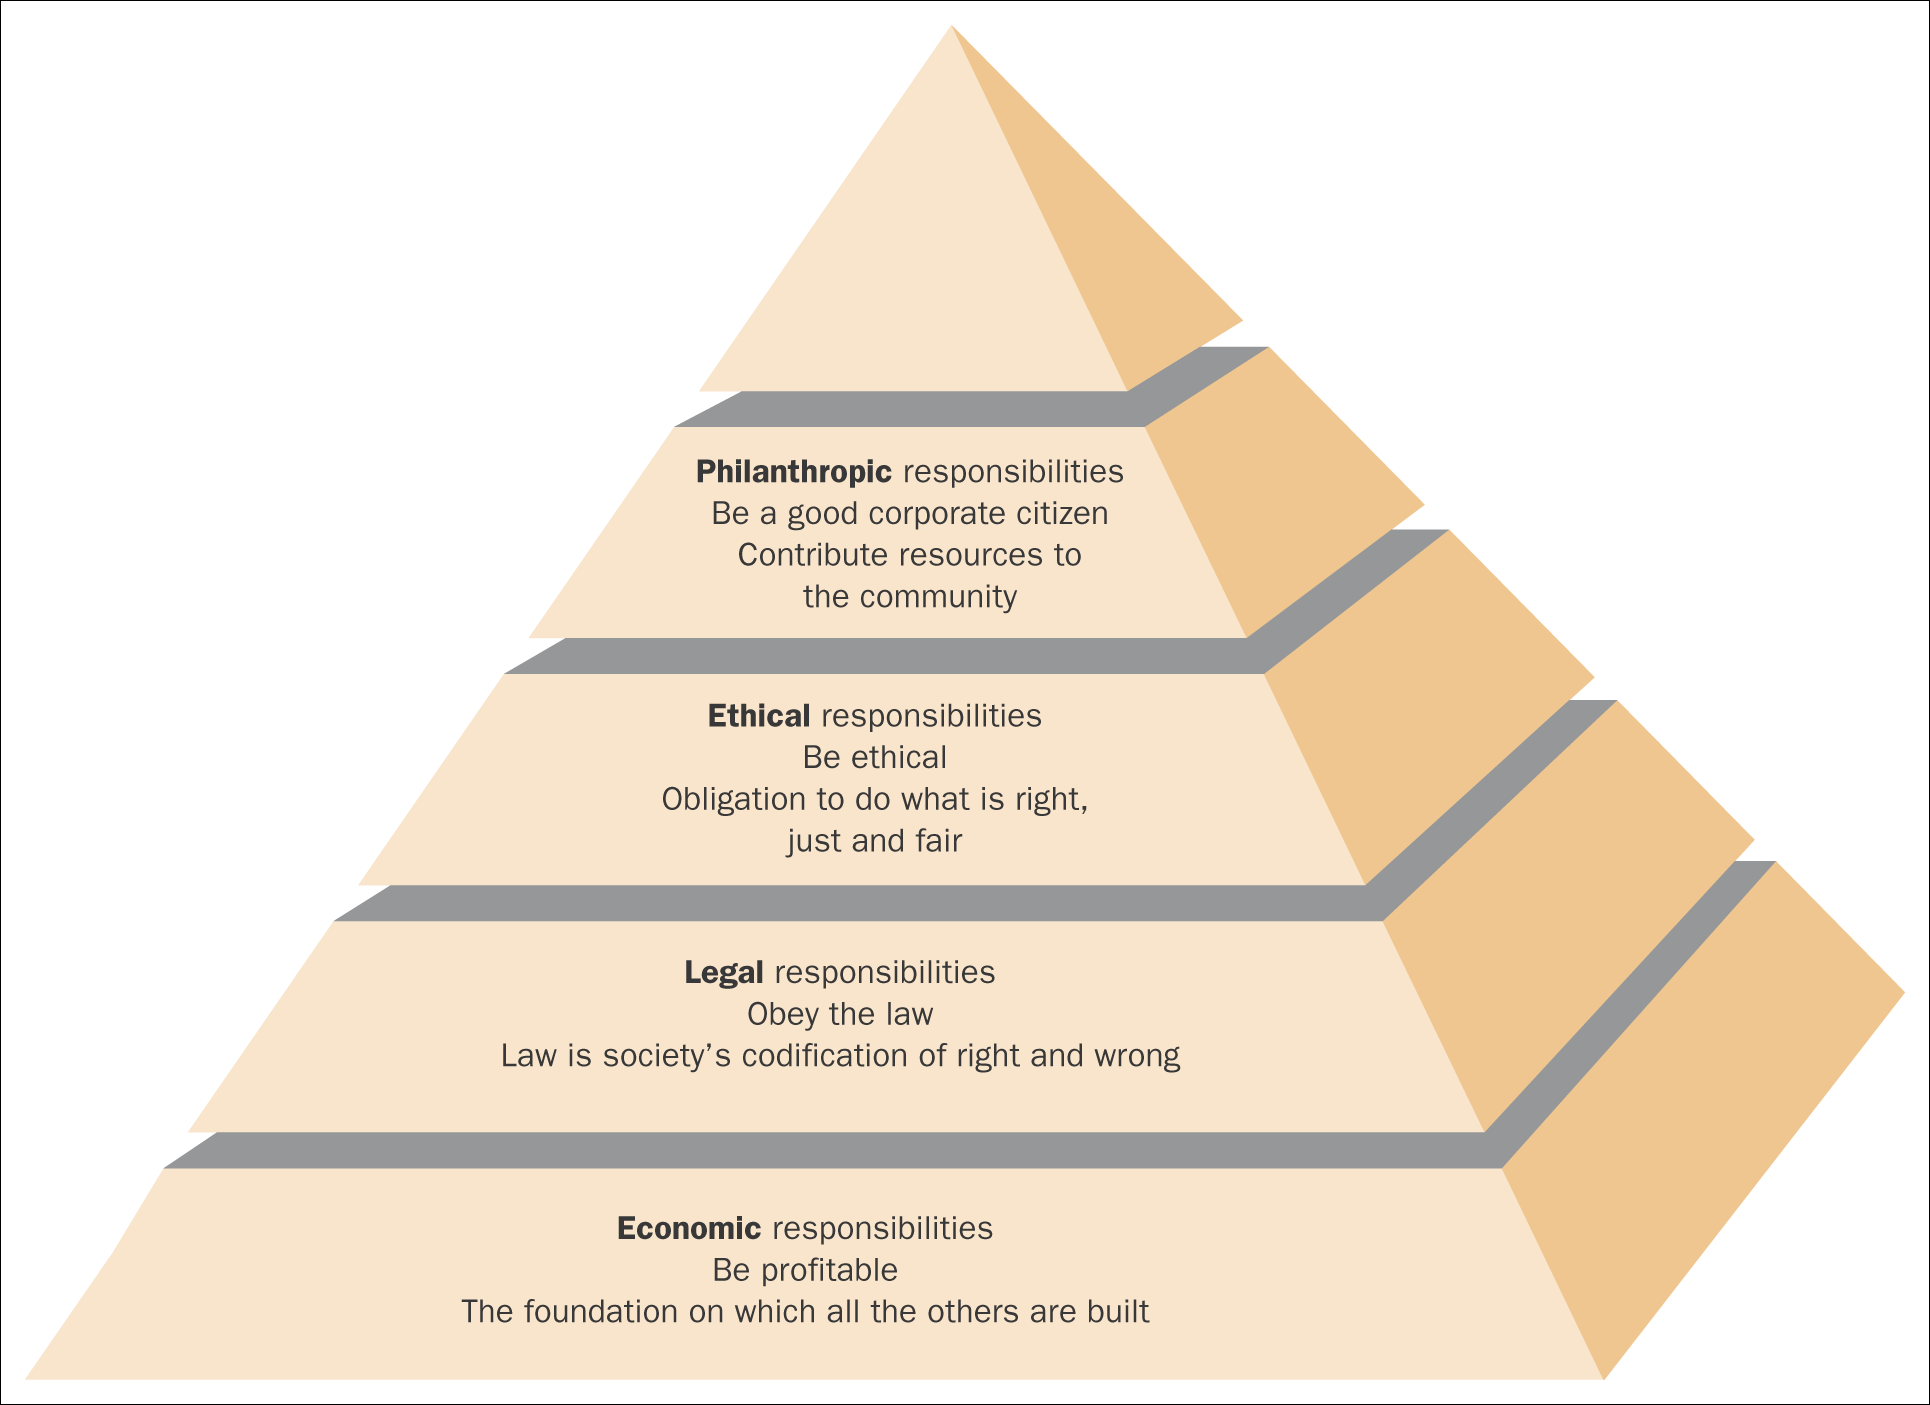 Philanthropic responsibilities
Be a good corporate citizen
Contribute resources to
the community
Ethical responsibilities
Be ethical
Obligation to do what is right,
just and fair
Legal responsibilities
Obey the law
Law is society’s codification of right and wrong
Economic responsibilities
Be profitable
The foundation on which all the others are built